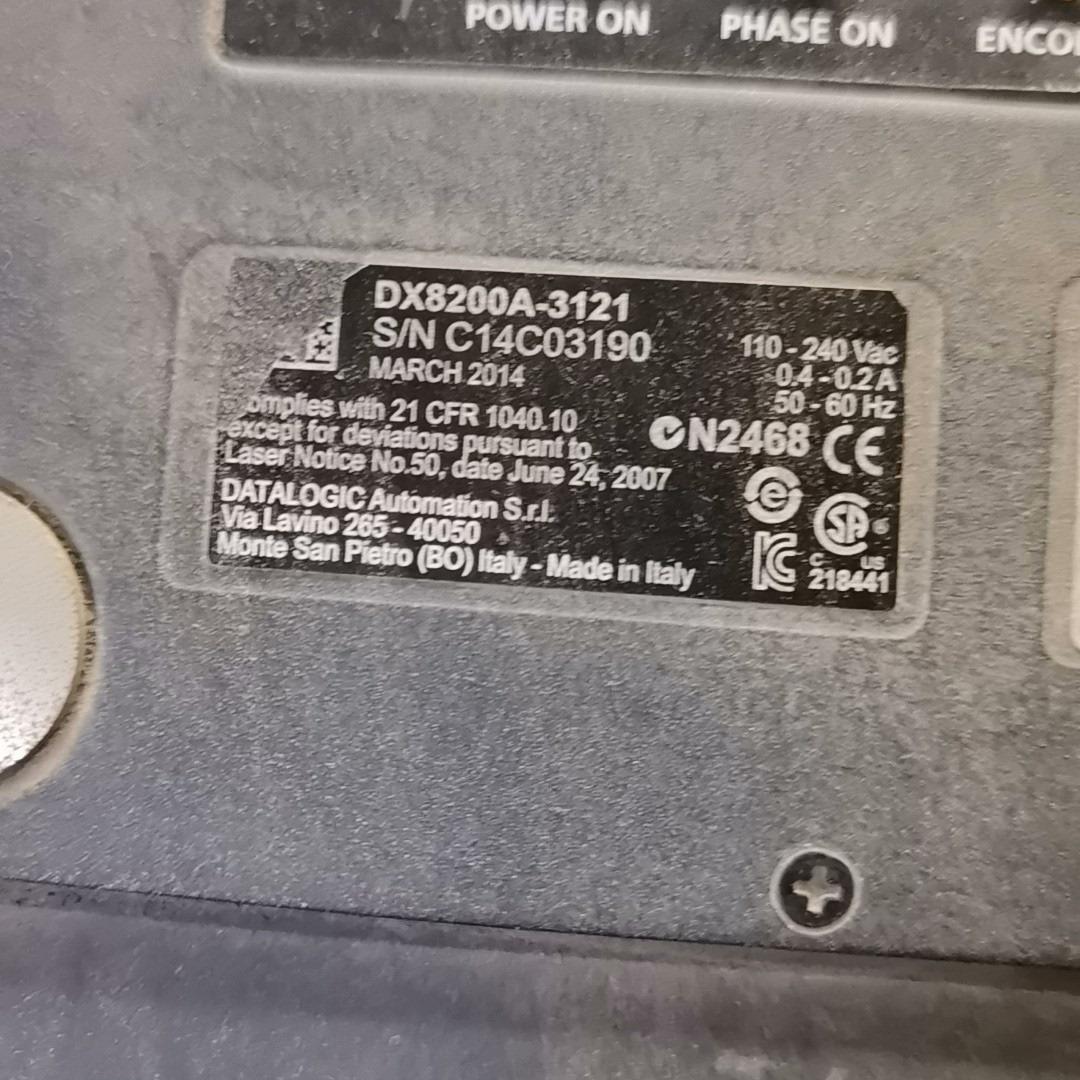 POWER ON
PHASE ON
DX8200A-3121
S/N C14C03190
MARCH 2014
110 - 240 Vac
0.4 - 0.2 A
50 - 60 Hz
with 21 CFR 1040.10
except for deviations pursuant to
Laser Notice No.50, date June 24, 2007
N2468 CE
DATALOGIC Automation S.r.l.
Via Lavino 265 - 40050
Monte San Pietro (BO) Italy - Made in Italy
C US
218441